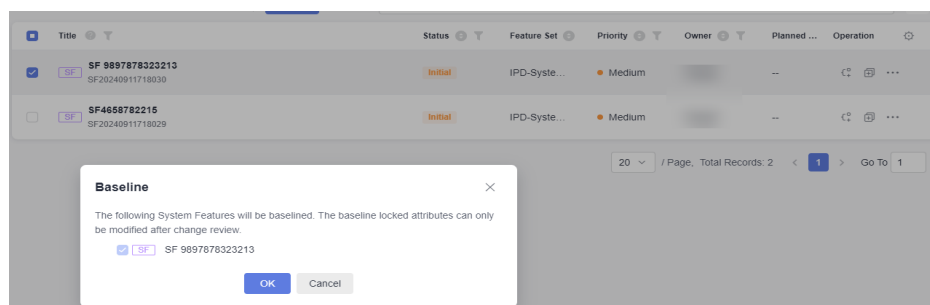 Title Status Feature Set Priority Owner Planned ... Operation
SF SF 9897878323213 Initial IPD-Syste... Medium -- ...
SF20240911718030
SF SF4658782215 Initial IPD-Syste... Medium -- ...
SF20240911718029
20 / Page, Total Records: 2 < 1 > Go To 1
Baseline
The following System Features will be baselined. The baseline locked attributes can only
be modified after change review.
SF SF 9897878323213
OK Cancel